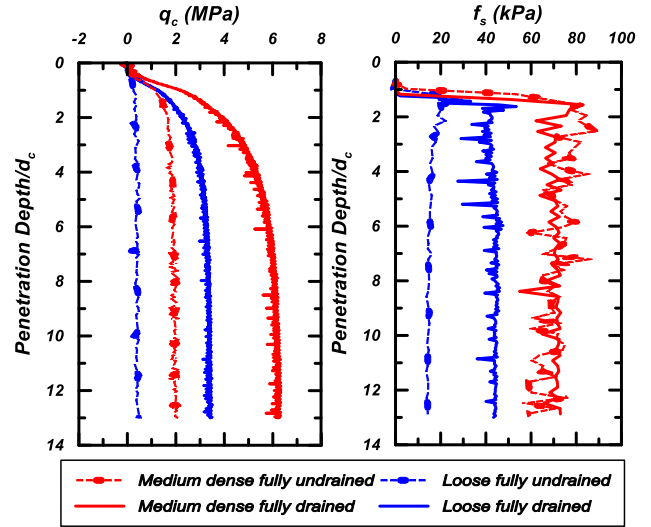 q_c (MPa)
-2 0 2 4 6 8
0
2
4
6
8
10
12
14
Penetration Depth/d_c
f_s (kPa)
0 20 40 60 80 100
0
2
4
6
8
10
12
14
Penetration Depth/d_c
Medium dense fully undrained
Loose fully undrained
Medium dense fully drained
Loose fully drained